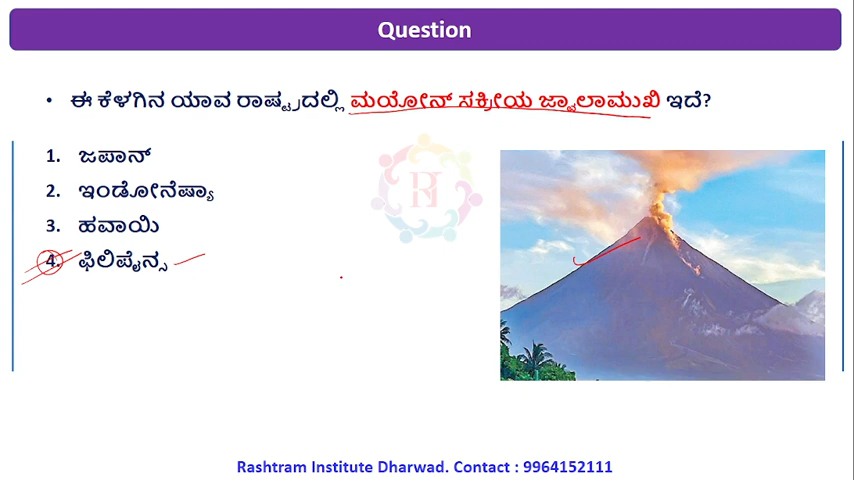 Question
• ಈ ಕೆಳಗಿನ ಯಾವ ರಾಷ್ಟ್ರದಲ್ಲಿ ಮಯೋನ್ ಸಕ್ರೀಯ ಜ್ವಾಲಾಮುಖಿ ಇದೆ?
1. ಜಪಾನ್
2. ಇಂಡೋನೆಷ್ಯಾ
3. ಹವಾಯಿ
4. ಫಿಲಿಪೈನ್ಸ
Rashtram Institute Dharwad. Contact : 9964152111